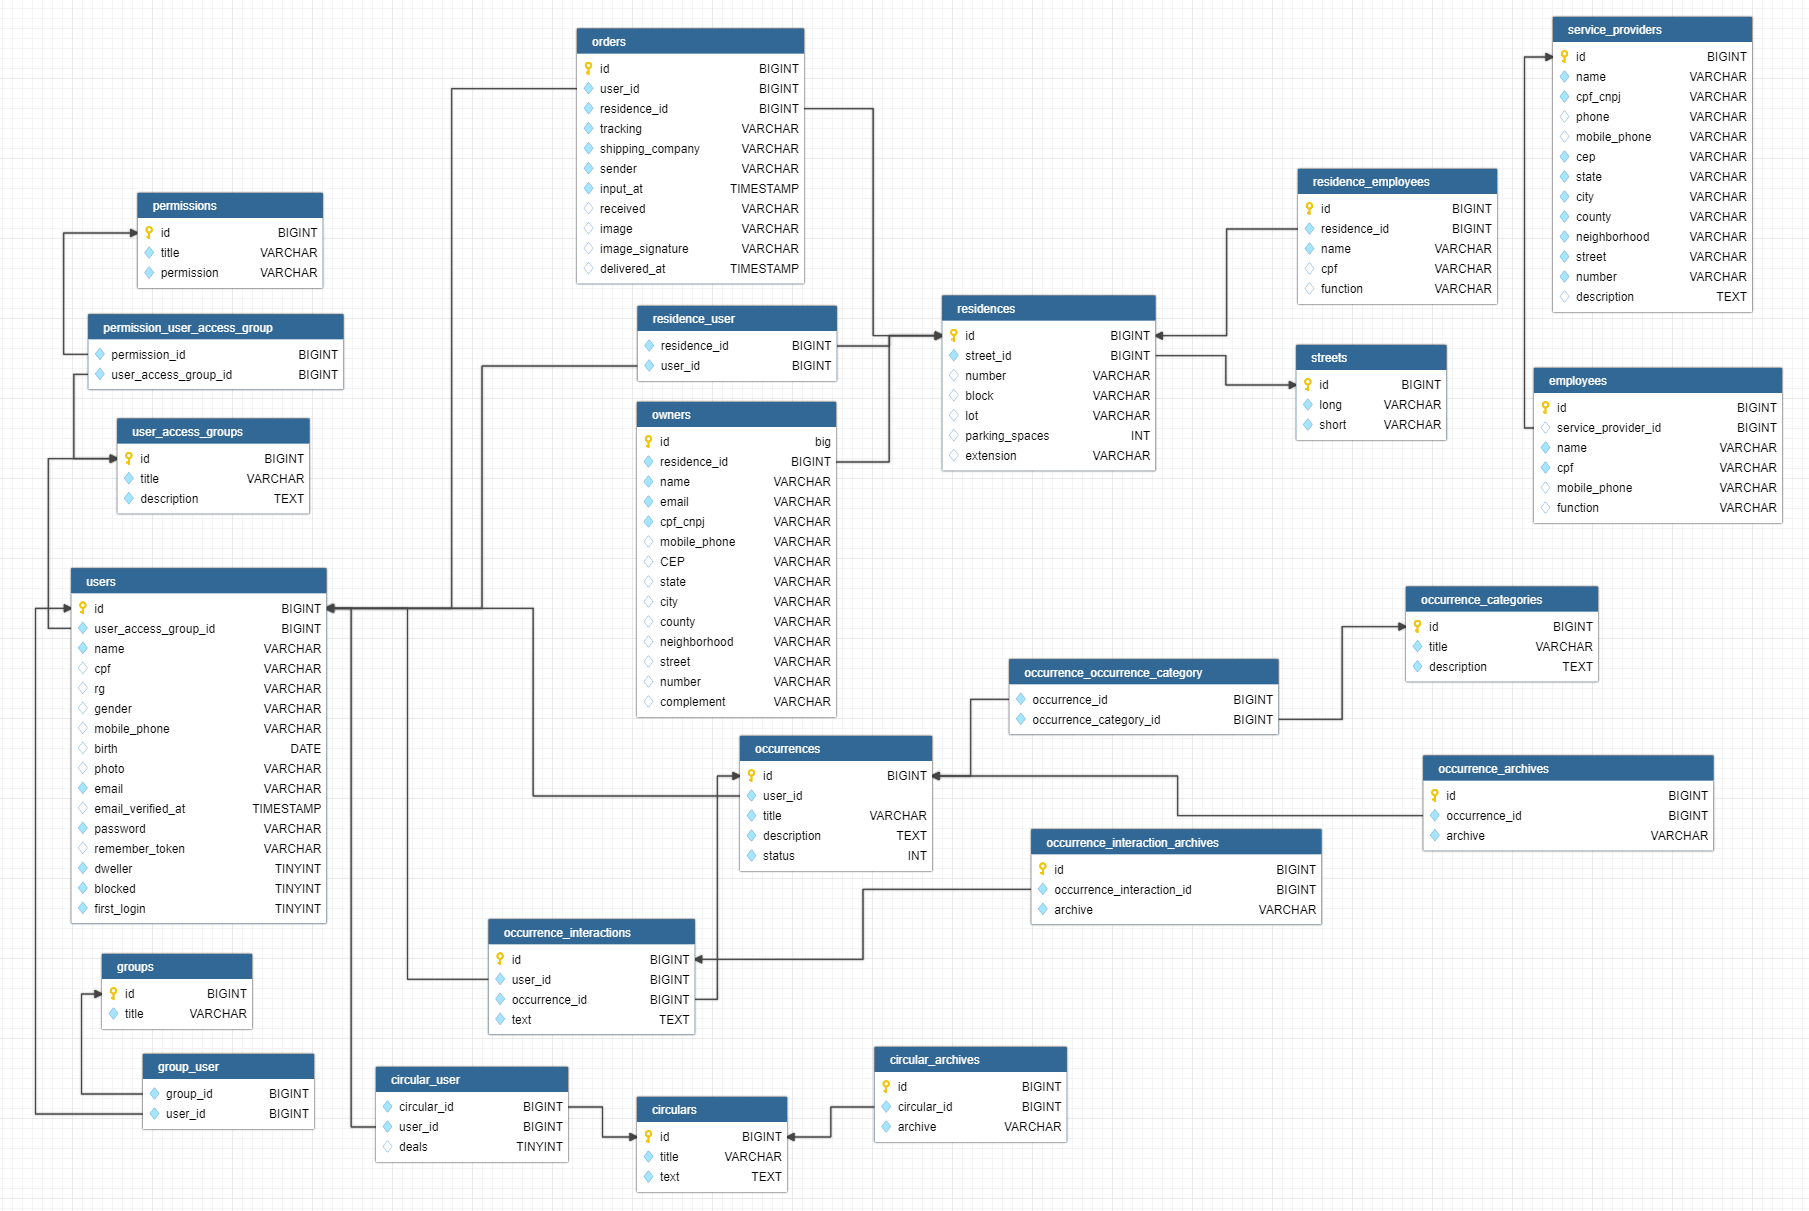 orders
id BIGINT
user_id BIGINT
residence_id BIGINT
tracking VARCHAR
shipping_company VARCHAR
sender VARCHAR
input_at TIMESTAMP
received VARCHAR
image VARCHAR
image_signature VARCHAR
delivered_at TIMESTAMP
service_providers
id BIGINT
name VARCHAR
cpf_cnpj VARCHAR
phone VARCHAR
mobile_phone VARCHAR
cep VARCHAR
state VARCHAR
city VARCHAR
county VARCHAR
neighborhood VARCHAR
street VARCHAR
number VARCHAR
description TEXT
permissions
id BIGINT
title VARCHAR
permission VARCHAR
residence_employees
id BIGINT
residence_id BIGINT
name VARCHAR
cpf VARCHAR
function VARCHAR
permission_user_access_group
permission_id BIGINT
user_access_group_id BIGINT
residence_user
residence_id BIGINT
user_id BIGINT
residences
id BIGINT
street_id BIGINT
number VARCHAR
block VARCHAR
lot VARCHAR
parking_spaces INT
extension VARCHAR
streets
id BIGINT
long VARCHAR
short VARCHAR
employees
id BIGINT
service_provider_id BIGINT
name VARCHAR
cpf VARCHAR
mobile_phone VARCHAR
function VARCHAR
user_access_groups
id BIGINT
title VARCHAR
description TEXT
owners
id big
residence_id BIGINT
name VARCHAR
email VARCHAR
cpf_cnpj VARCHAR
mobile_phone VARCHAR
CEP VARCHAR
state VARCHAR
city VARCHAR
county VARCHAR
neighborhood VARCHAR
street VARCHAR
number VARCHAR
complement VARCHAR
users
id BIGINT
user_access_group_id BIGINT
name VARCHAR
cpf VARCHAR
rg VARCHAR
gender VARCHAR
mobile_phone VARCHAR
birth DATE
photo VARCHAR
email VARCHAR
email_verified_at TIMESTAMP
password VARCHAR
remember_token VARCHAR
dweller TINYINT
blocked TINYINT
first_login TINYINT
occurrence_categories
id BIGINT
title VARCHAR
description TEXT
occurrence_occurrence_category
occurrence_id BIGINT
occurrence_category_id BIGINT
occurrences
id BIGINT
user_id
title VARCHAR
description TEXT
status INT
occurrence_archives
id BIGINT
occurrence_id BIGINT
archive VARCHAR
occurrence_interaction_archives
id BIGINT
occurrence_interaction_id BIGINT
archive VARCHAR
occurrence_interactions
id BIGINT
user_id BIGINT
occurrence_id BIGINT
text TEXT
groups
id BIGINT
title VARCHAR
group_user
group_id BIGINT
user_id BIGINT
circular_user
circular_id BIGINT
user_id BIGINT
deals TINYINT
circulars
id BIGINT
title VARCHAR
text TEXT
circular_archives
id BIGINT
circular_id BIGINT
archive VARCHAR